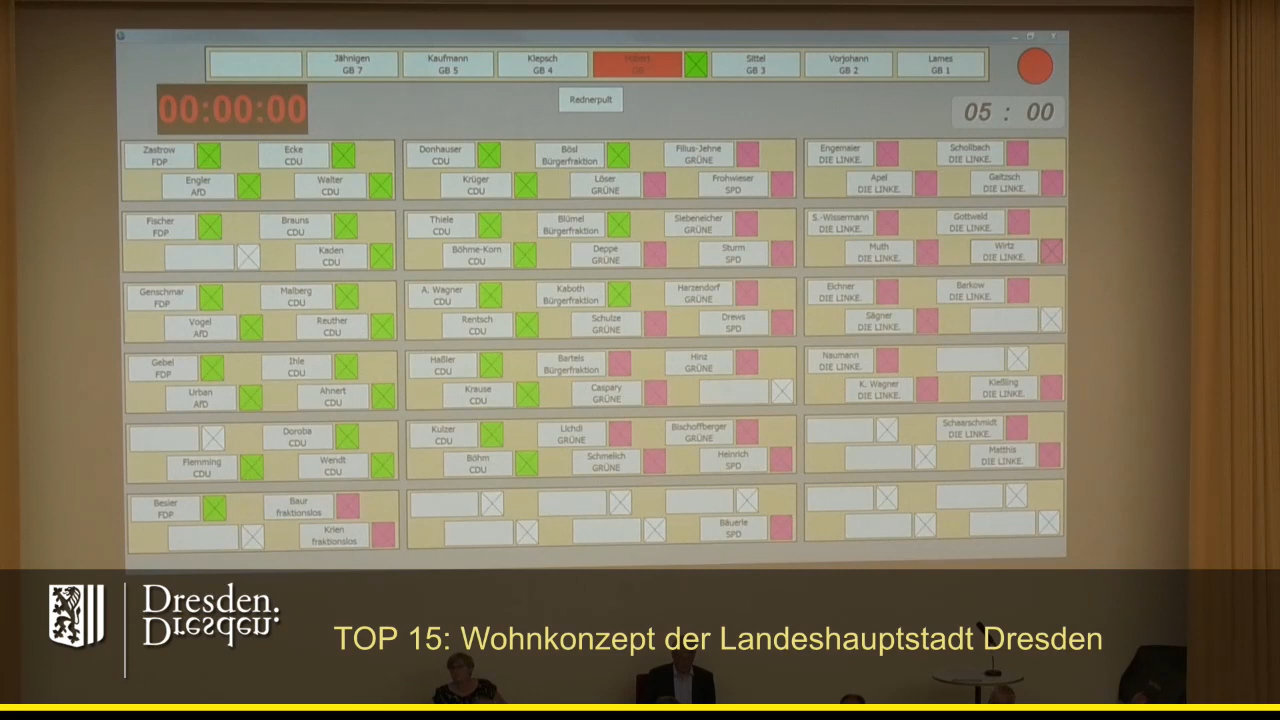 Jähnigen
GB 7
Kaufmann
GB 5
Klepsch
GB 4
Sittel
GB 3
Vorjohann
GB 2
Lames
GB 1
00:00:00
Rednerpult
05 : 00
Zastrow
FDP
Ecke
CDU
Engler
AfD
Walter
CDU
Donhauser
CDU
Bösl
Bürgerfraktion
Filius-Jehne
GRÜNE
Krüger
CDU
Löser
GRÜNE
Frohwieser
SPD
Engemaier
DIE LINKE.
Schollbach
DIE LINKE.
Apel
DIE LINKE.
Gaitzsch
DIE LINKE.
Fischer
FDP
Brauns
CDU
Kaden
CDU
Thiele
CDU
Blümel
Bürgerfraktion
Siebeneicher
GRÜNE
Böhme-Korn
CDU
Deppe
GRÜNE
Sturm
SPD
S.-Wissermann
DIE LINKE.
Gottwald
DIE LINKE.
Muth
DIE LINKE.
Wirtz
DIE LINKE.
Genschmar
FDP
Malberg
CDU
Vogel
AfD
Reuther
CDU
A. Wagner
CDU
Kaboth
Bürgerfraktion
Harzendorf
GRÜNE
Rentsch
CDU
Schulze
GRÜNE
Drews
SPD
Eichner
DIE LINKE.
Barkow
DIE LINKE.
Sägner
DIE LINKE.
Gebel
FDP
Ihle
CDU
Urban
AfD
Ahnert
CDU
Haßler
CDU
Bartels
Bürgerfraktion
Hinz
GRÜNE
Krause
CDU
Caspary
GRÜNE
Naumann
DIE LINKE.
K. Wagner
DIE LINKE.
Kießling
DIE LINKE.
Doroba
CDU
Flemming
CDU
Wendt
CDU
Kulzer
CDU
Lichdi
GRÜNE
Bischoffberger
GRÜNE
Böhm
CDU
Schmelich
GRÜNE
Heinrich
SPD
Schaarschmidt
DIE LINKE.
Matthis
DIE LINKE.
Besier
FDP
Baur
fraktionslos
Krien
fraktionslos
Bäuerle
SPD
Dresden.
Dresden.
TOP 15: Wohnkonzept der Landeshauptstadt Dresden